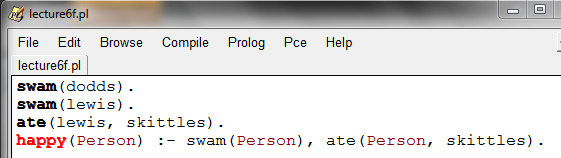 lecture6f.pl
File Edit Browse Compile Prolog Pce Help
lecture6f.pl
swam(dodds).
swam(lewis).
ate(lewis, skittles).
happy(Person) :- swam(Person), ate(Person, skittles).